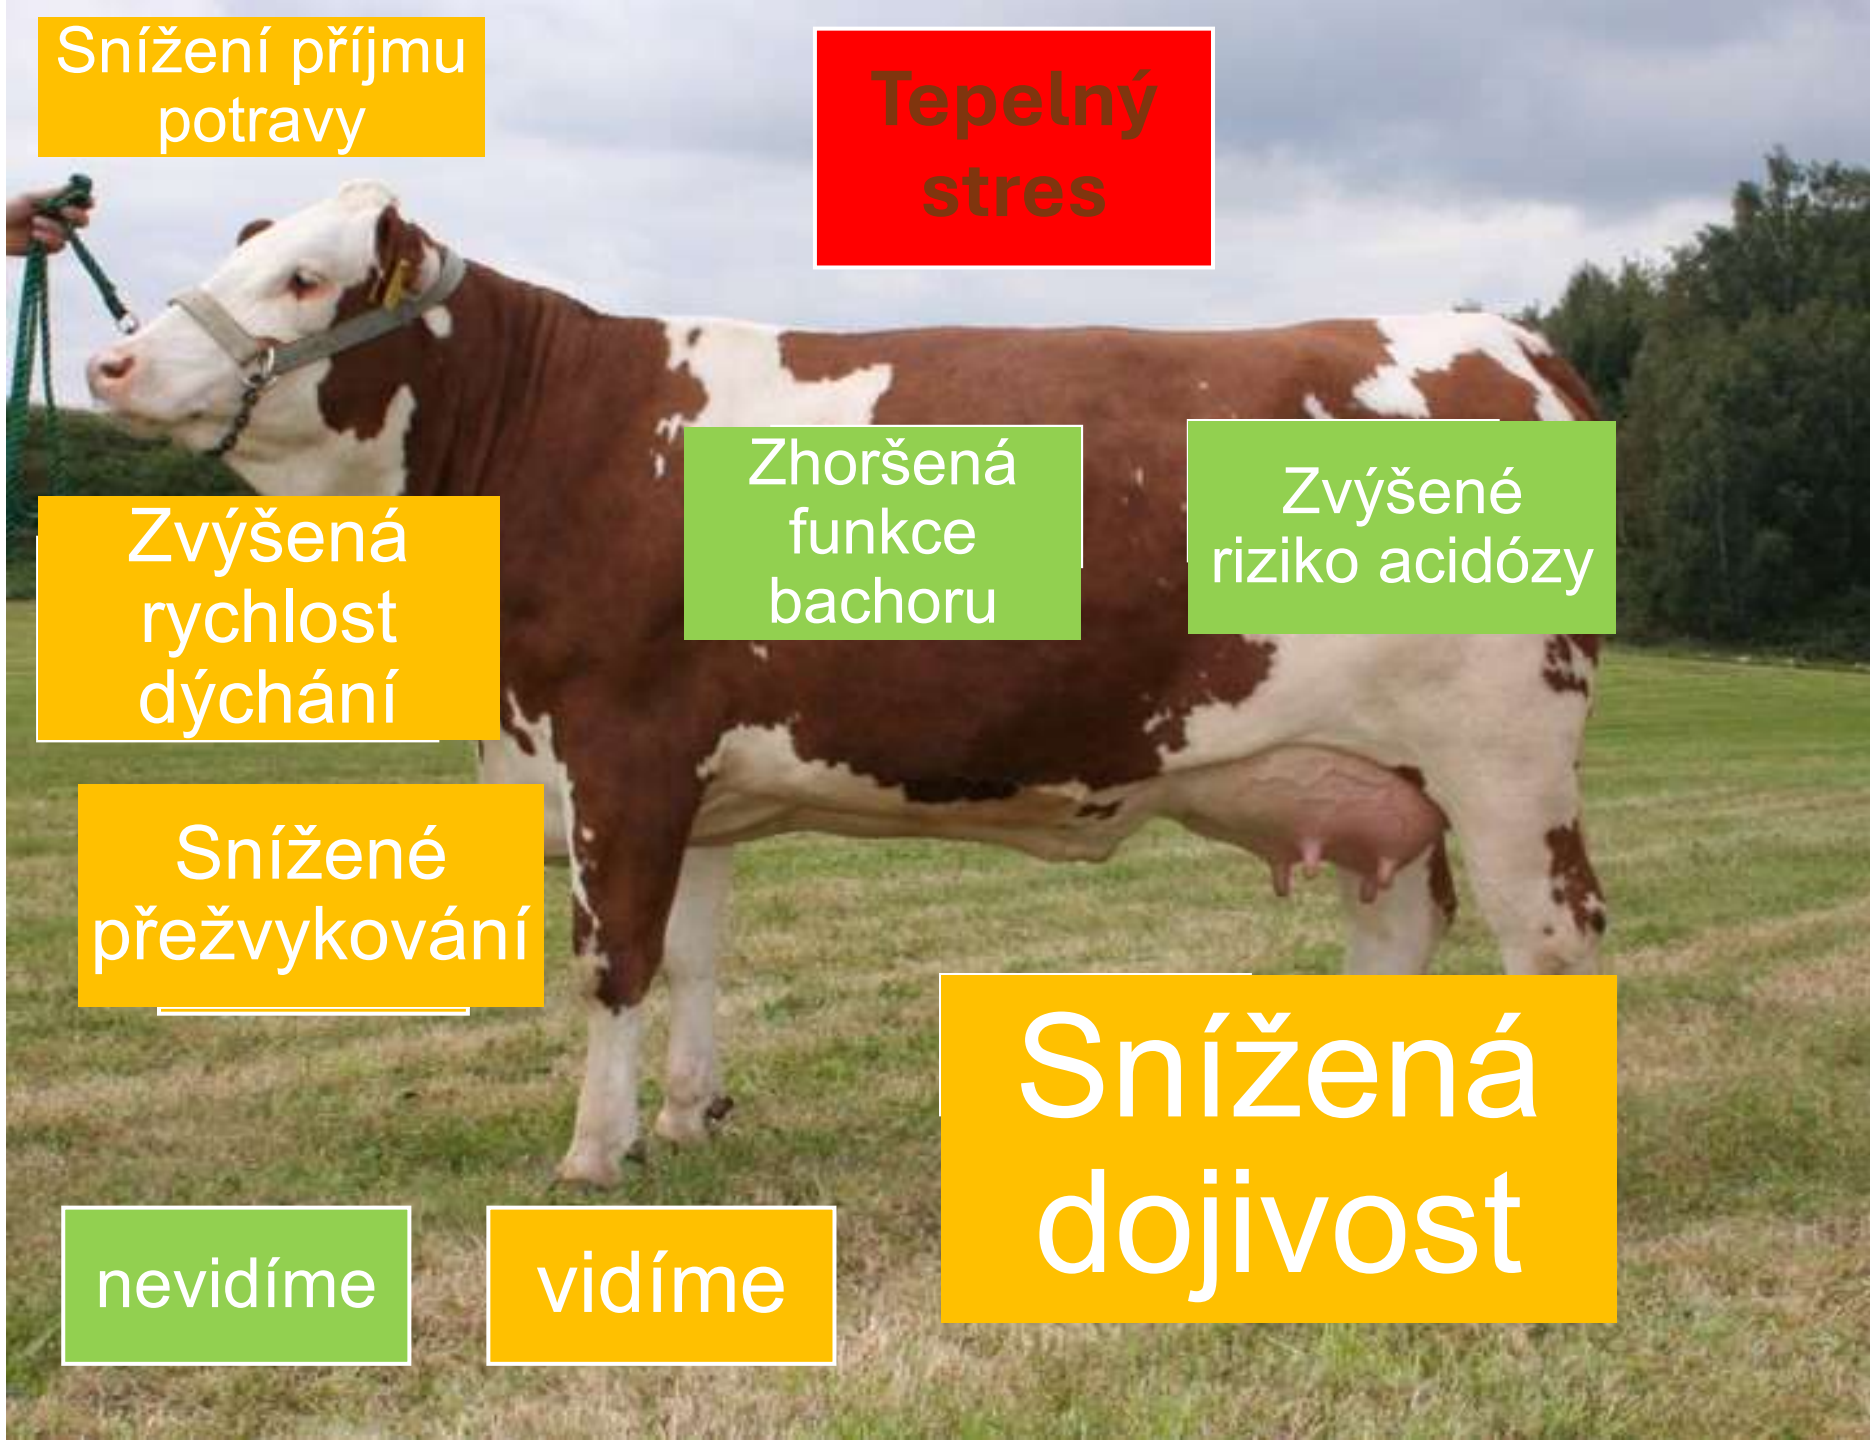 Snížení příjmu
potravy
Tepelný
stres
Zhoršená
funkce
bachoru
Zvýšené
riziko acidózy
Zvýšená
rychlost
dýchání
Snížené
přežvykování
Snížená
dojivost
nevidíme
vidíme